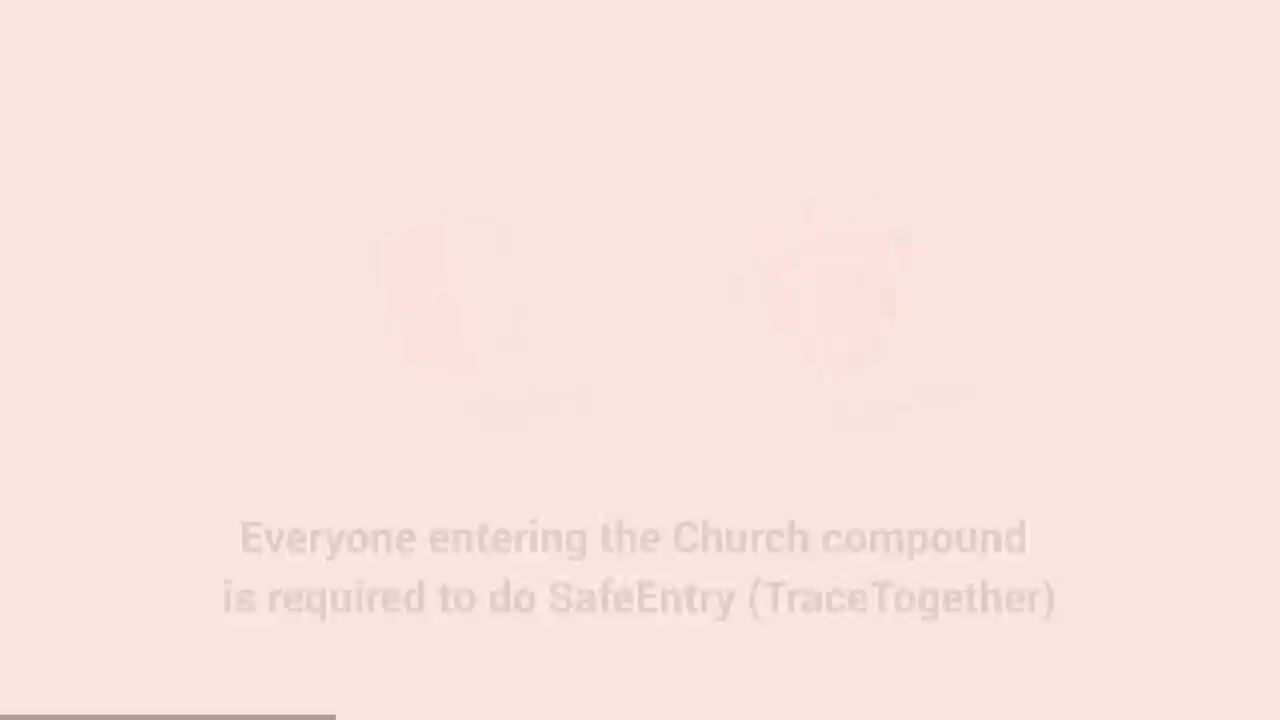 Everyone entering the Church compound
is required to do SafeEntry (TraceTogether)